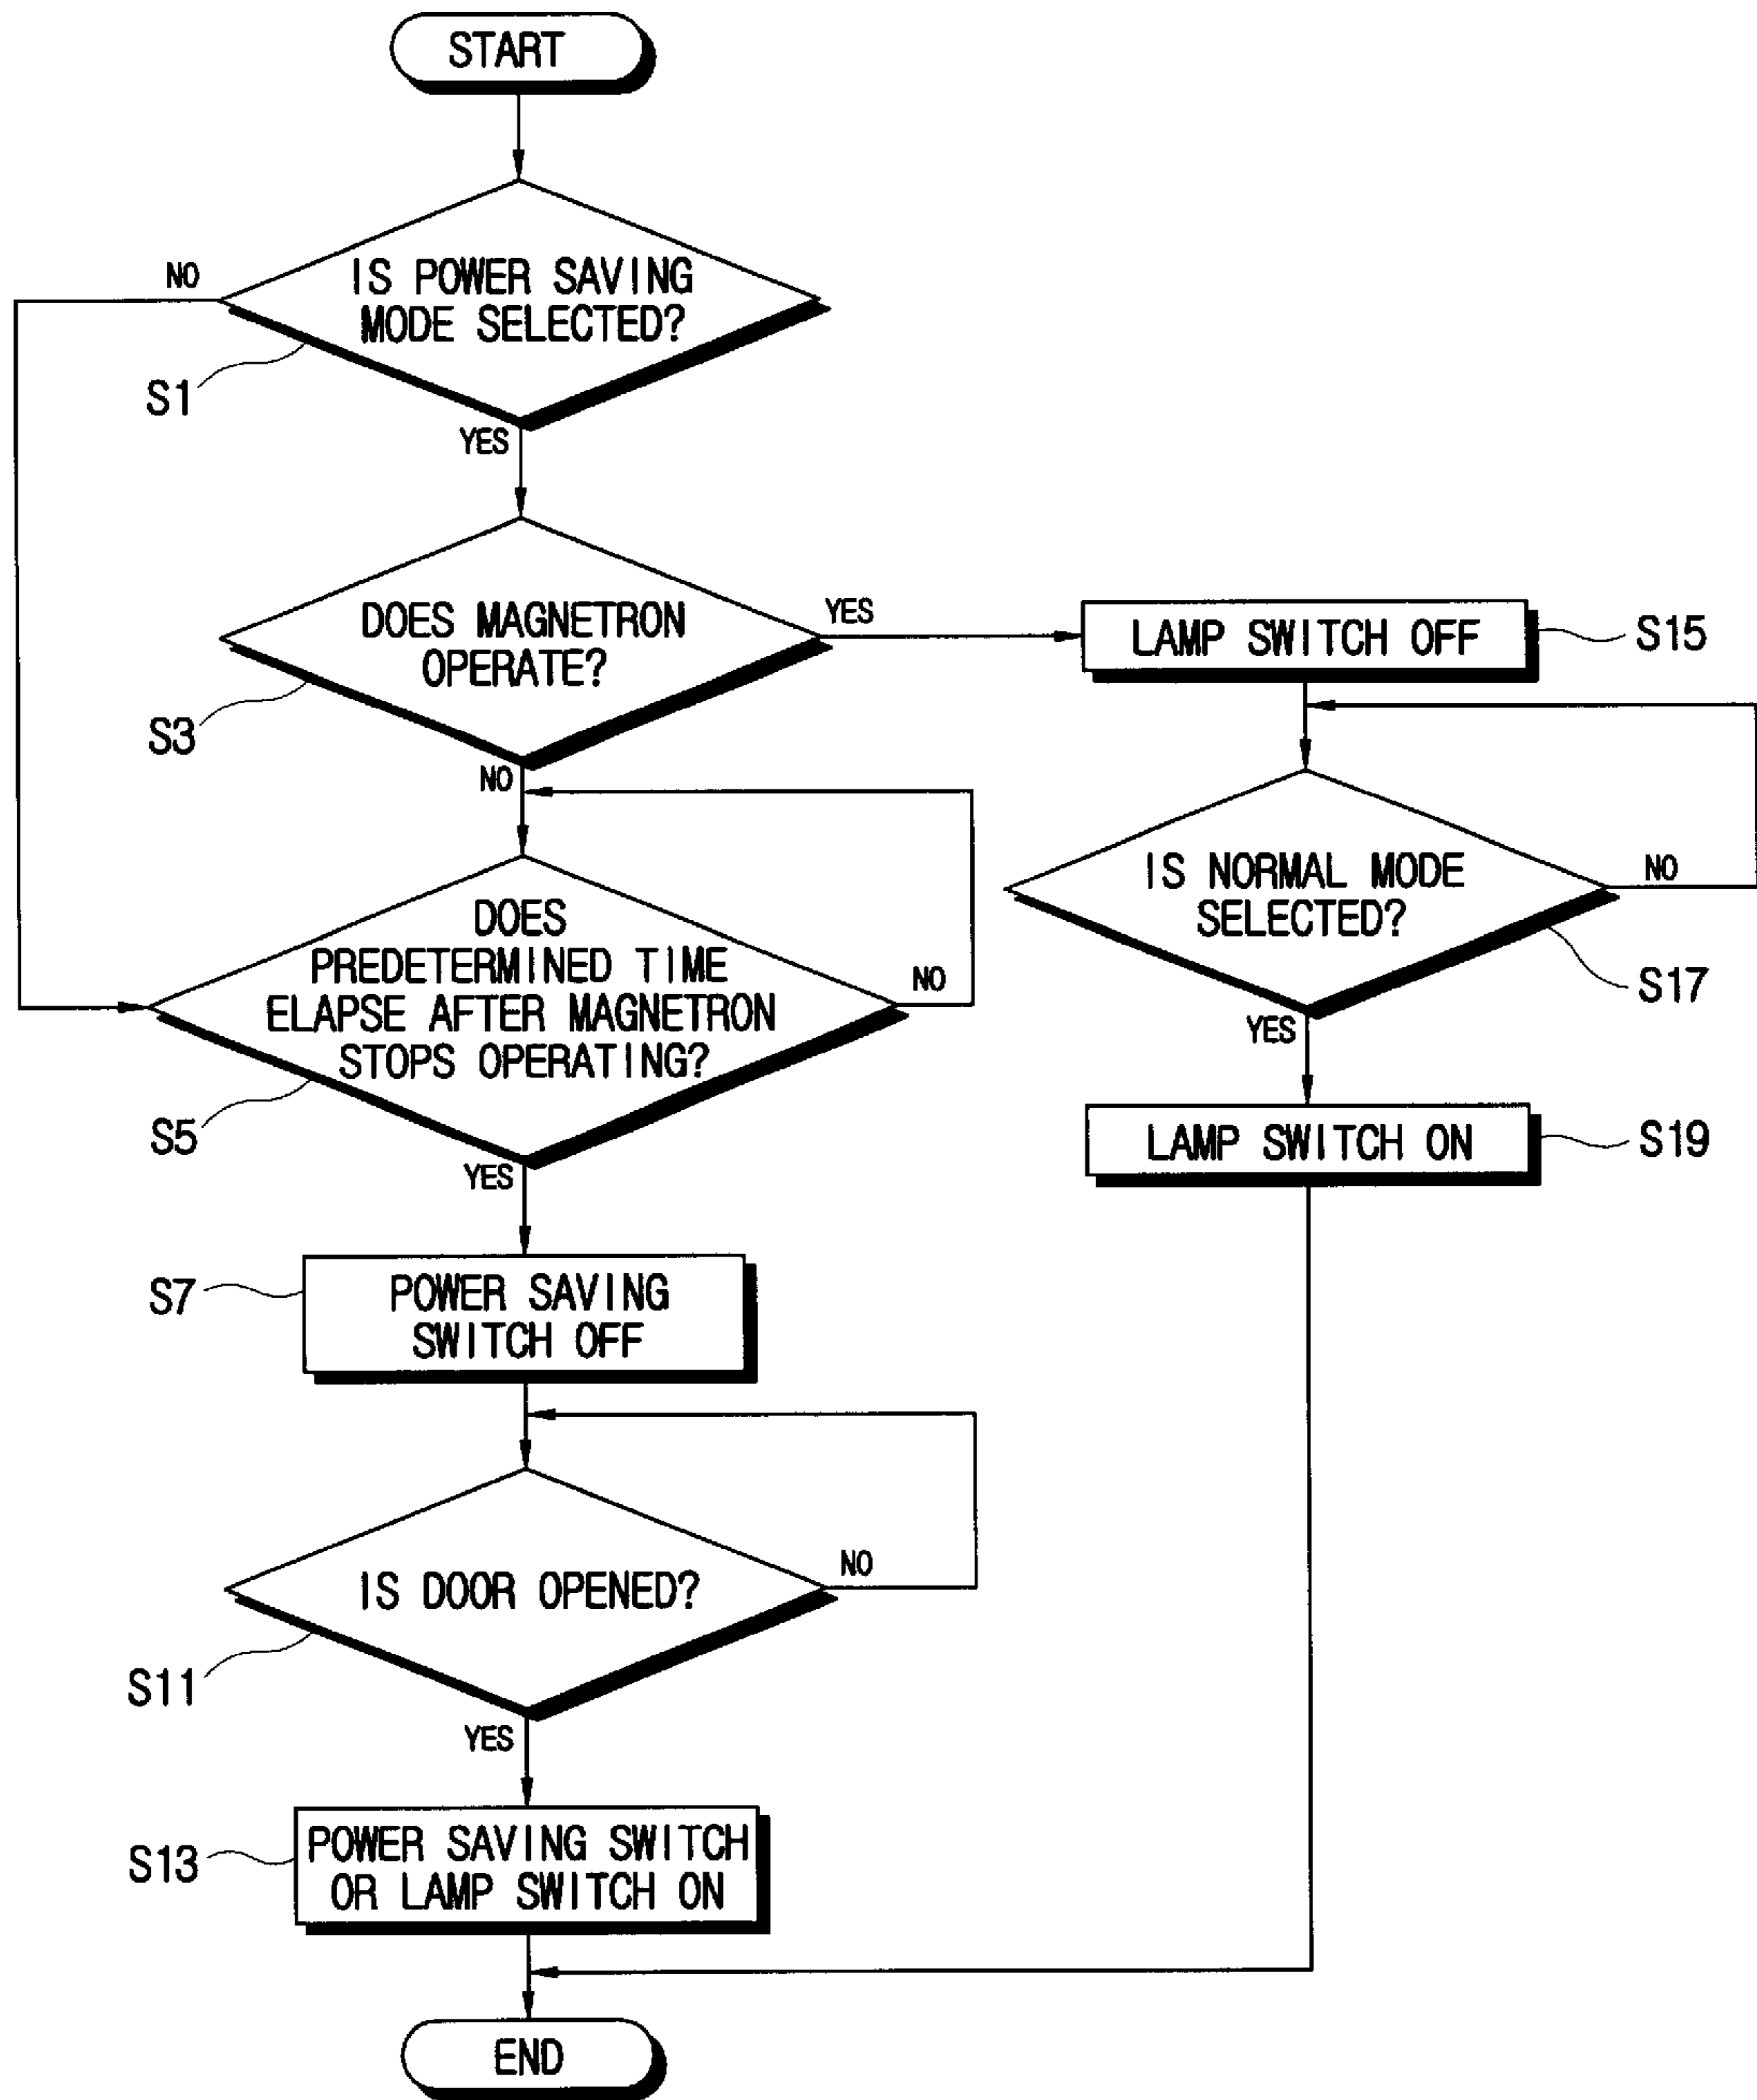 START
NO
IS POWER SAVING
MODE SELECTED?
S1
YES
DOES MAGNETRON
OPERATE?
YES
S3
NO
LAMP SWITCH OFF
S15
IS NORMAL MODE
SELECTED?
NO
S17
YES
LAMP SWITCH ON
S19
DOES
PREDETERMINED TIME
ELAPSE AFTER MAGNETRON
STOPS OPERATING?
NO
S5
YES
S7
POWER SAVING
SWITCH OFF
IS DOOR OPENED?
NO
S11
YES
S13
POWER SAVING SWITCH
OR LAMP SWITCH ON
END